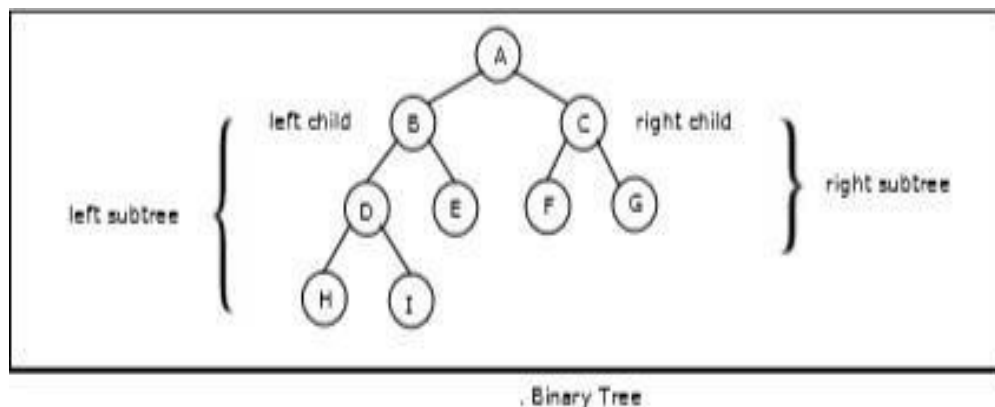 A
left child B C right child
right subtree
left subtree D E F G
H I
. Binary Tree